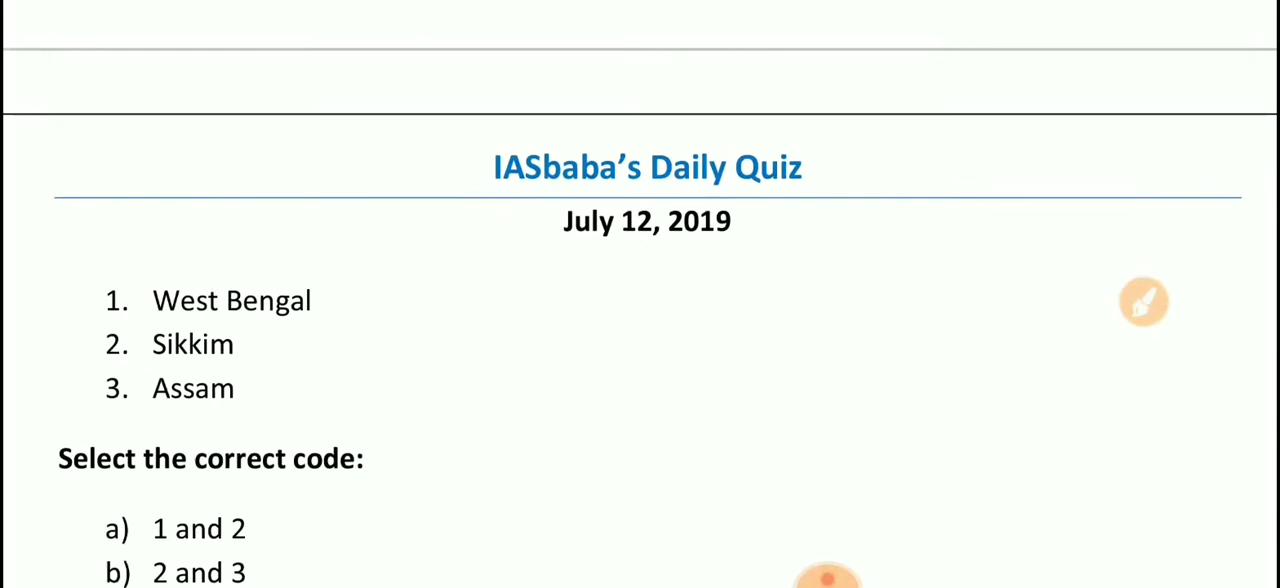 IASbaba’s Daily Quiz
July 12, 2019
1. West Bengal
2. Sikkim
3. Assam
Select the correct code:
a) 1 and 2
b) 2 and 3